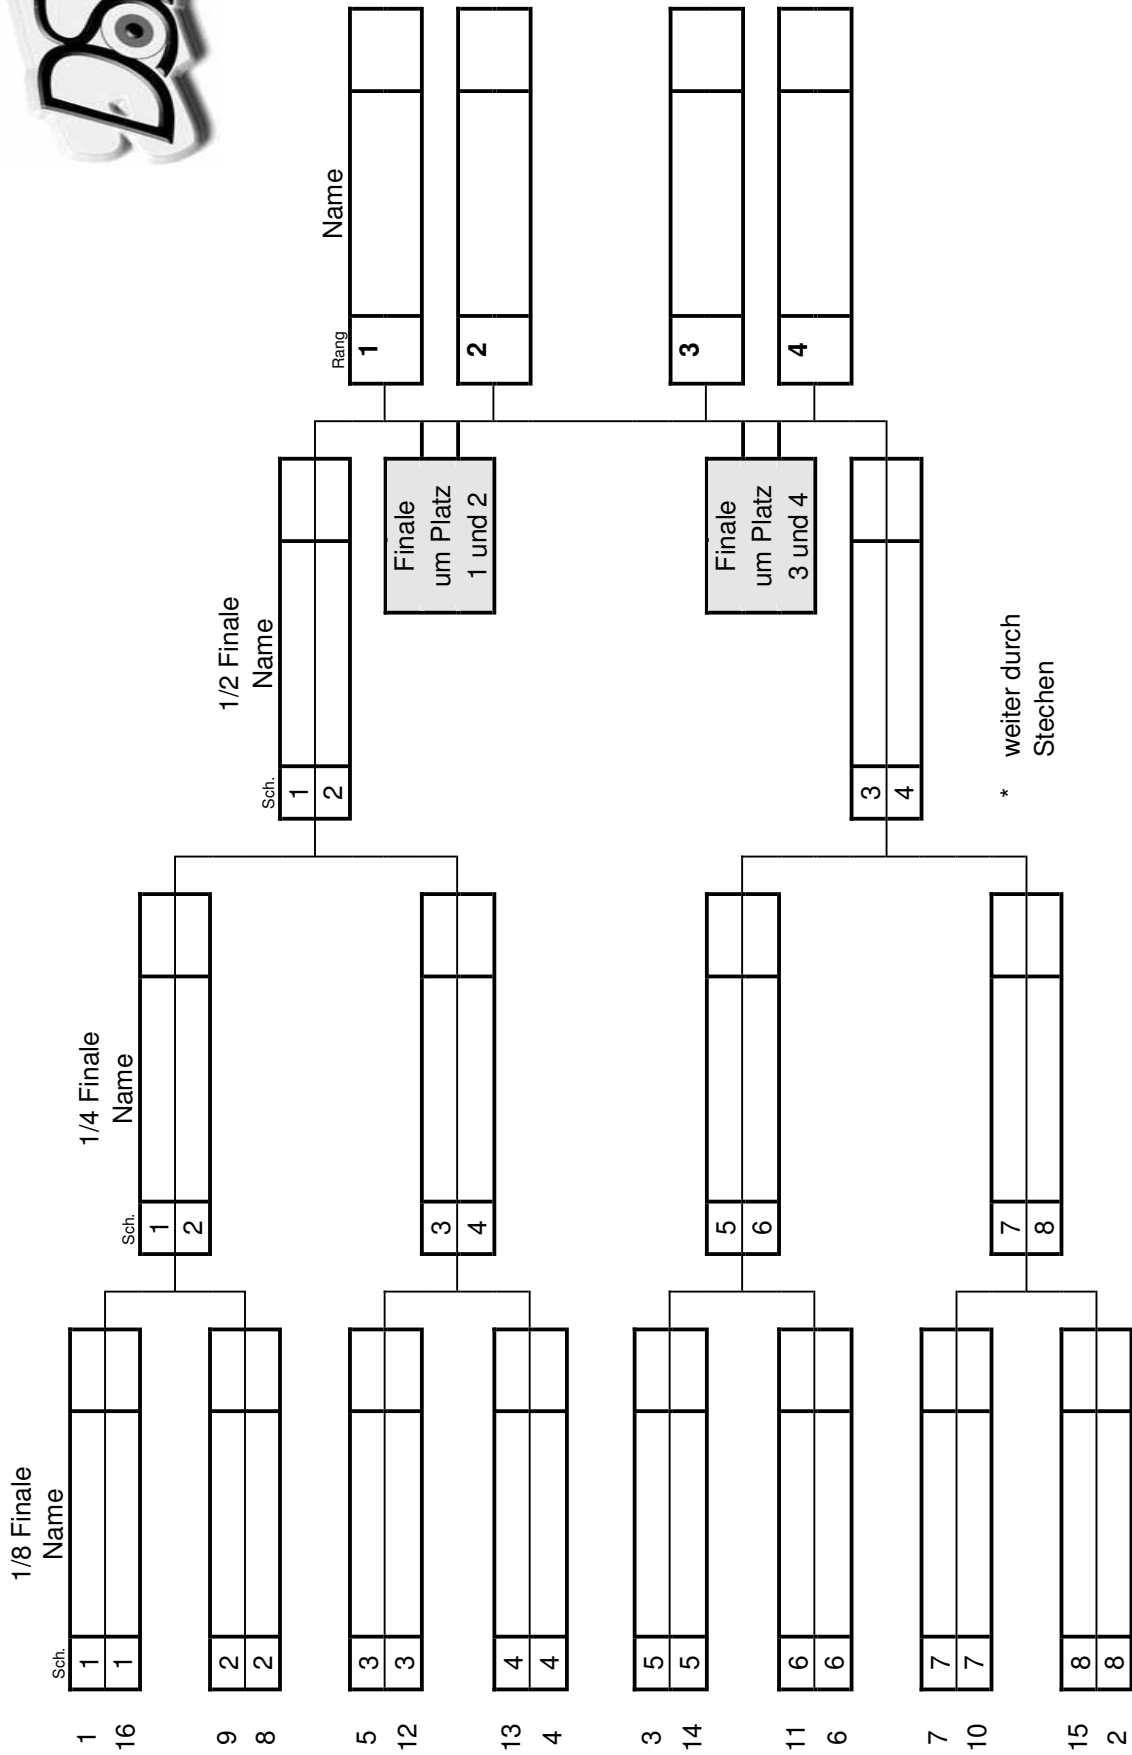 DS
1/8 Finale
Name
Sch.
1 1
16 1
9 2
8 2
5 3
12 3
13 4
4 4
3 5
14 5
11 6
6 6
7 7
10 7
15 8
2 8
1/4 Finale
Name
Sch.
1
2
3
4
5
6
7
8
1/2 Finale
Name
Sch.
1
2
3
4
Finale
um Platz
1 und 2
Finale
um Platz
3 und 4
* weiter durch
Stechen
Name
Rang
1
2
3
4